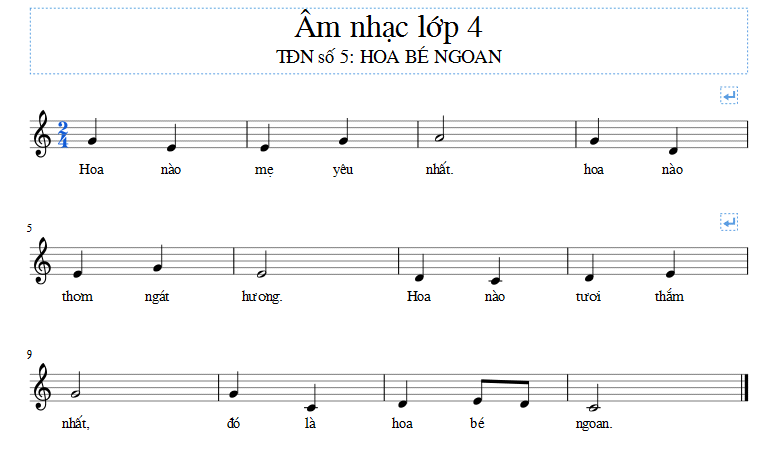 Âm nhạc lớp 4
TĐN số 5: HOA BÉ NGOAN
2
4
Hoa nào mẹ yêu nhất. hoa nào
5
thơm ngát hương. Hoa nào tươi thắm
9
nhất, đó là hoa bé ngoan.